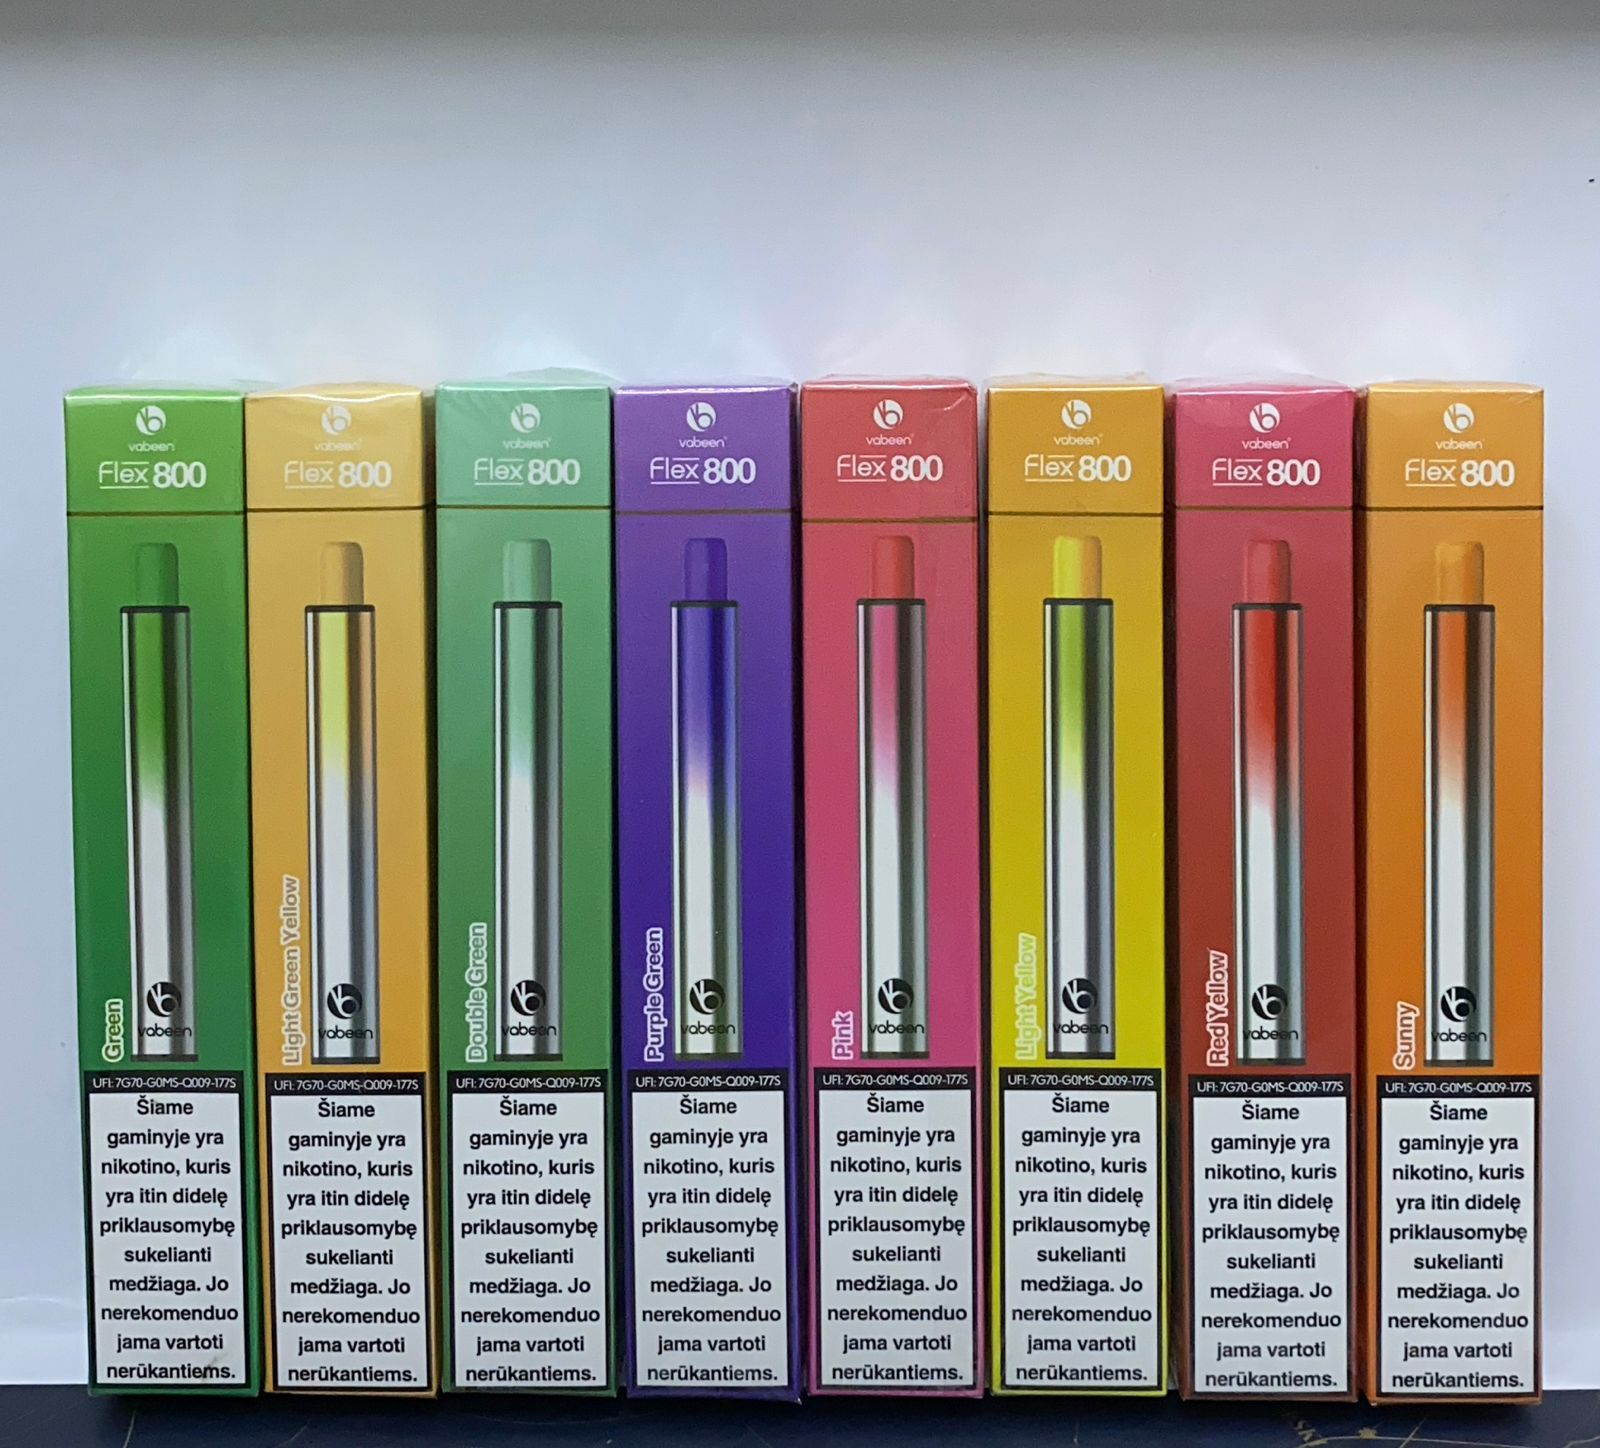 vabeen
Flex 800
Green
vabeen
UFI: 7G70-G0MS-Q009-177S
Šiame
gaminyje yra
nikotino, kuris
yra itin didelę
priklausomybę
sukelianti
medžiaga. Jo
nerekomenduo
jama vartoti
nerūkantiems.
vabeen
Flex 800
Light Green Yellow
vabeen
UFI: 7G70-G0MS-Q009-177S
Šiame
gaminyje yra
nikotino, kuris
yra itin didelę
priklausomybę
sukelianti
medžiaga. Jo
nerekomenduo
jama vartoti
nerūkantiems.
vabeen
Flex 800
Double Green
vabeen
UFI: 7G70-G0MS-Q009-177S
Šiame
gaminyje yra
nikotino, kuris
yra itin didelę
priklausomybę
sukelianti
medžiaga. Jo
nerekomenduo
jama vartoti
nerūkantiems.
vabeen
Flex 800
Purple Green
vabeen
UFI: 7G70-G0MS-Q009-177S
Šiame
gaminyje yra
nikotino, kuris
yra itin didelę
priklausomybę
sukelianti
medžiaga. Jo
nerekomenduo
jama vartoti
nerūkantiems.
vabeen
Flex 800
Pink
vabeen
UFI: 7G70-G0MS-Q009-177S
Šiame
gaminyje yra
nikotino, kuris
yra itin didelę
priklausomybę
sukelianti
medžiaga. Jo
nerekomenduo
jama vartoti
nerūkantiems.
vabeen
Flex 800
Light Yellow
vabeen
UFI: 7G70-G0MS-Q009-177S
Šiame
gaminyje yra
nikotino, kuris
yra itin didelę
priklausomybę
sukelianti
medžiaga. Jo
nerekomenduo
jama vartoti
nerūkantiems.
vabeen
Flex 800
Red Yellow
vabeen
UFI: 7G70-G0MS-Q009-177S
Šiame
gaminyje yra
nikotino, kuris
yra itin didelę
priklausomybę
sukelianti
medžiaga. Jo
nerekomenduo
jama vartoti
nerūkantiems.
vabeen
Flex 800
Sunny
vabeen
UFI: 7G70-G0MS-Q009-177S
Šiame
gaminyje yra
nikotino, kuris
yra itin didelę
priklausomybę
sukelianti
medžiaga. Jo
nerekomenduo
jama vartoti
nerūkantiems.